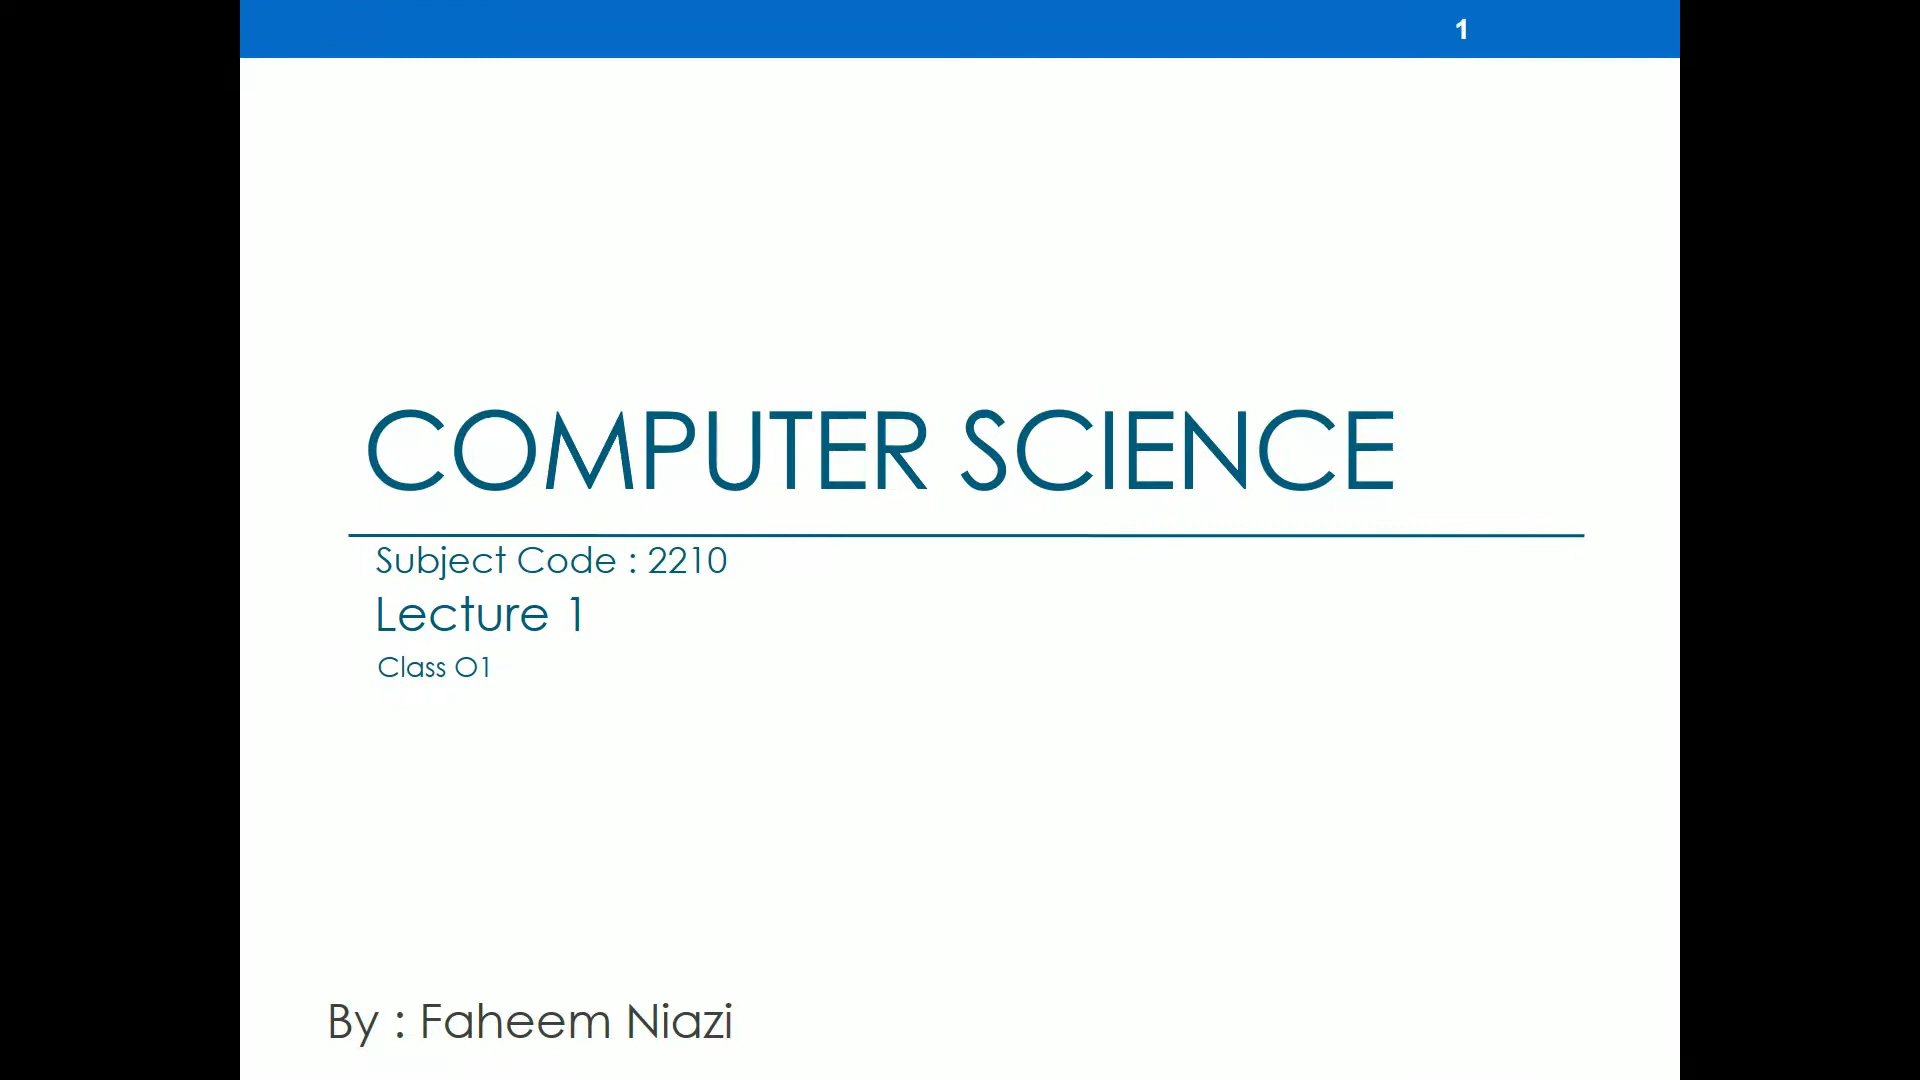 1
COMPUTER SCIENCE
Subject Code : 2210
Lecture 1
Class O1
By : Faheem Niazi